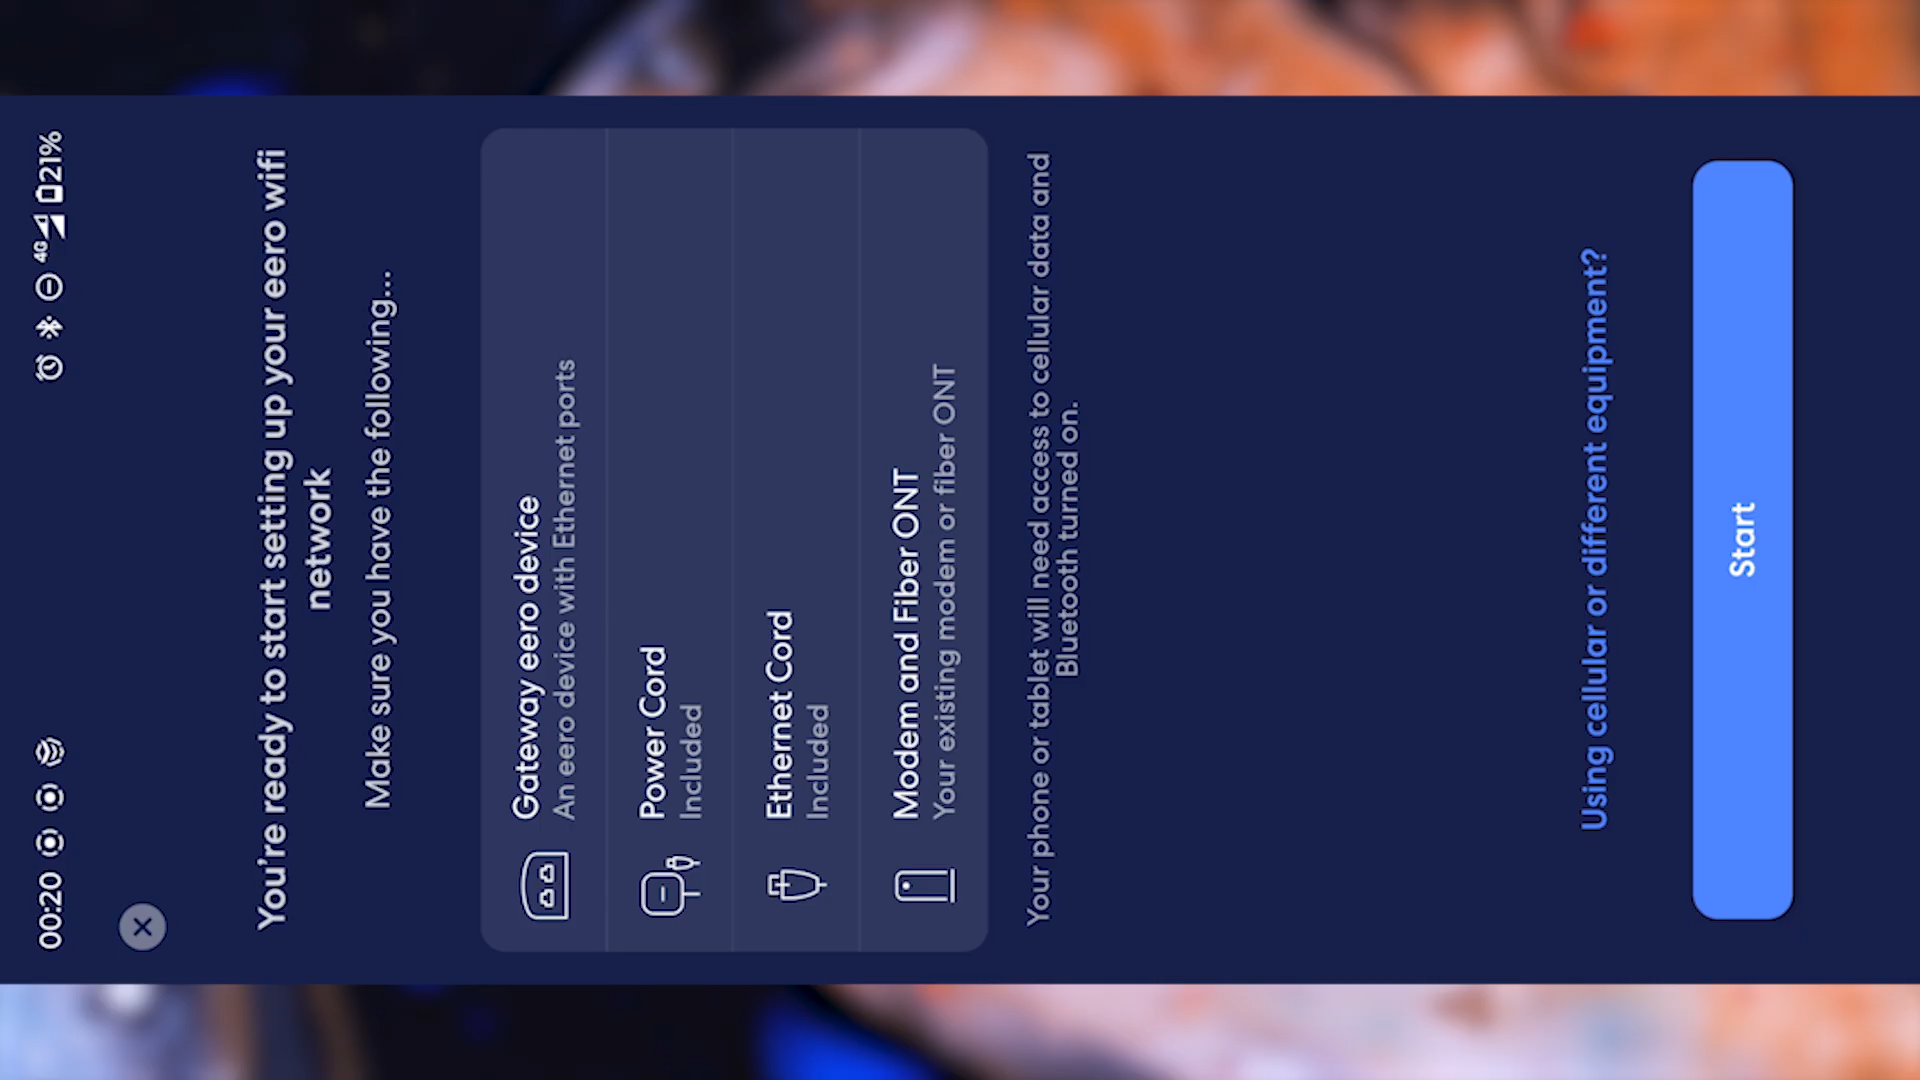 00:20
4G 21%
You're ready to start setting up your eero wifi
network
Make sure you have the following...
Gateway eero device
An eero device with Ethernet ports
Power Cord
Included
Ethernet Cord
Included
Modem and Fiber ONT
Your existing modem or fiber ONT
Your phone or tablet will need access to cellular data and
Bluetooth turned on.
Using cellular or different equipment?
Start